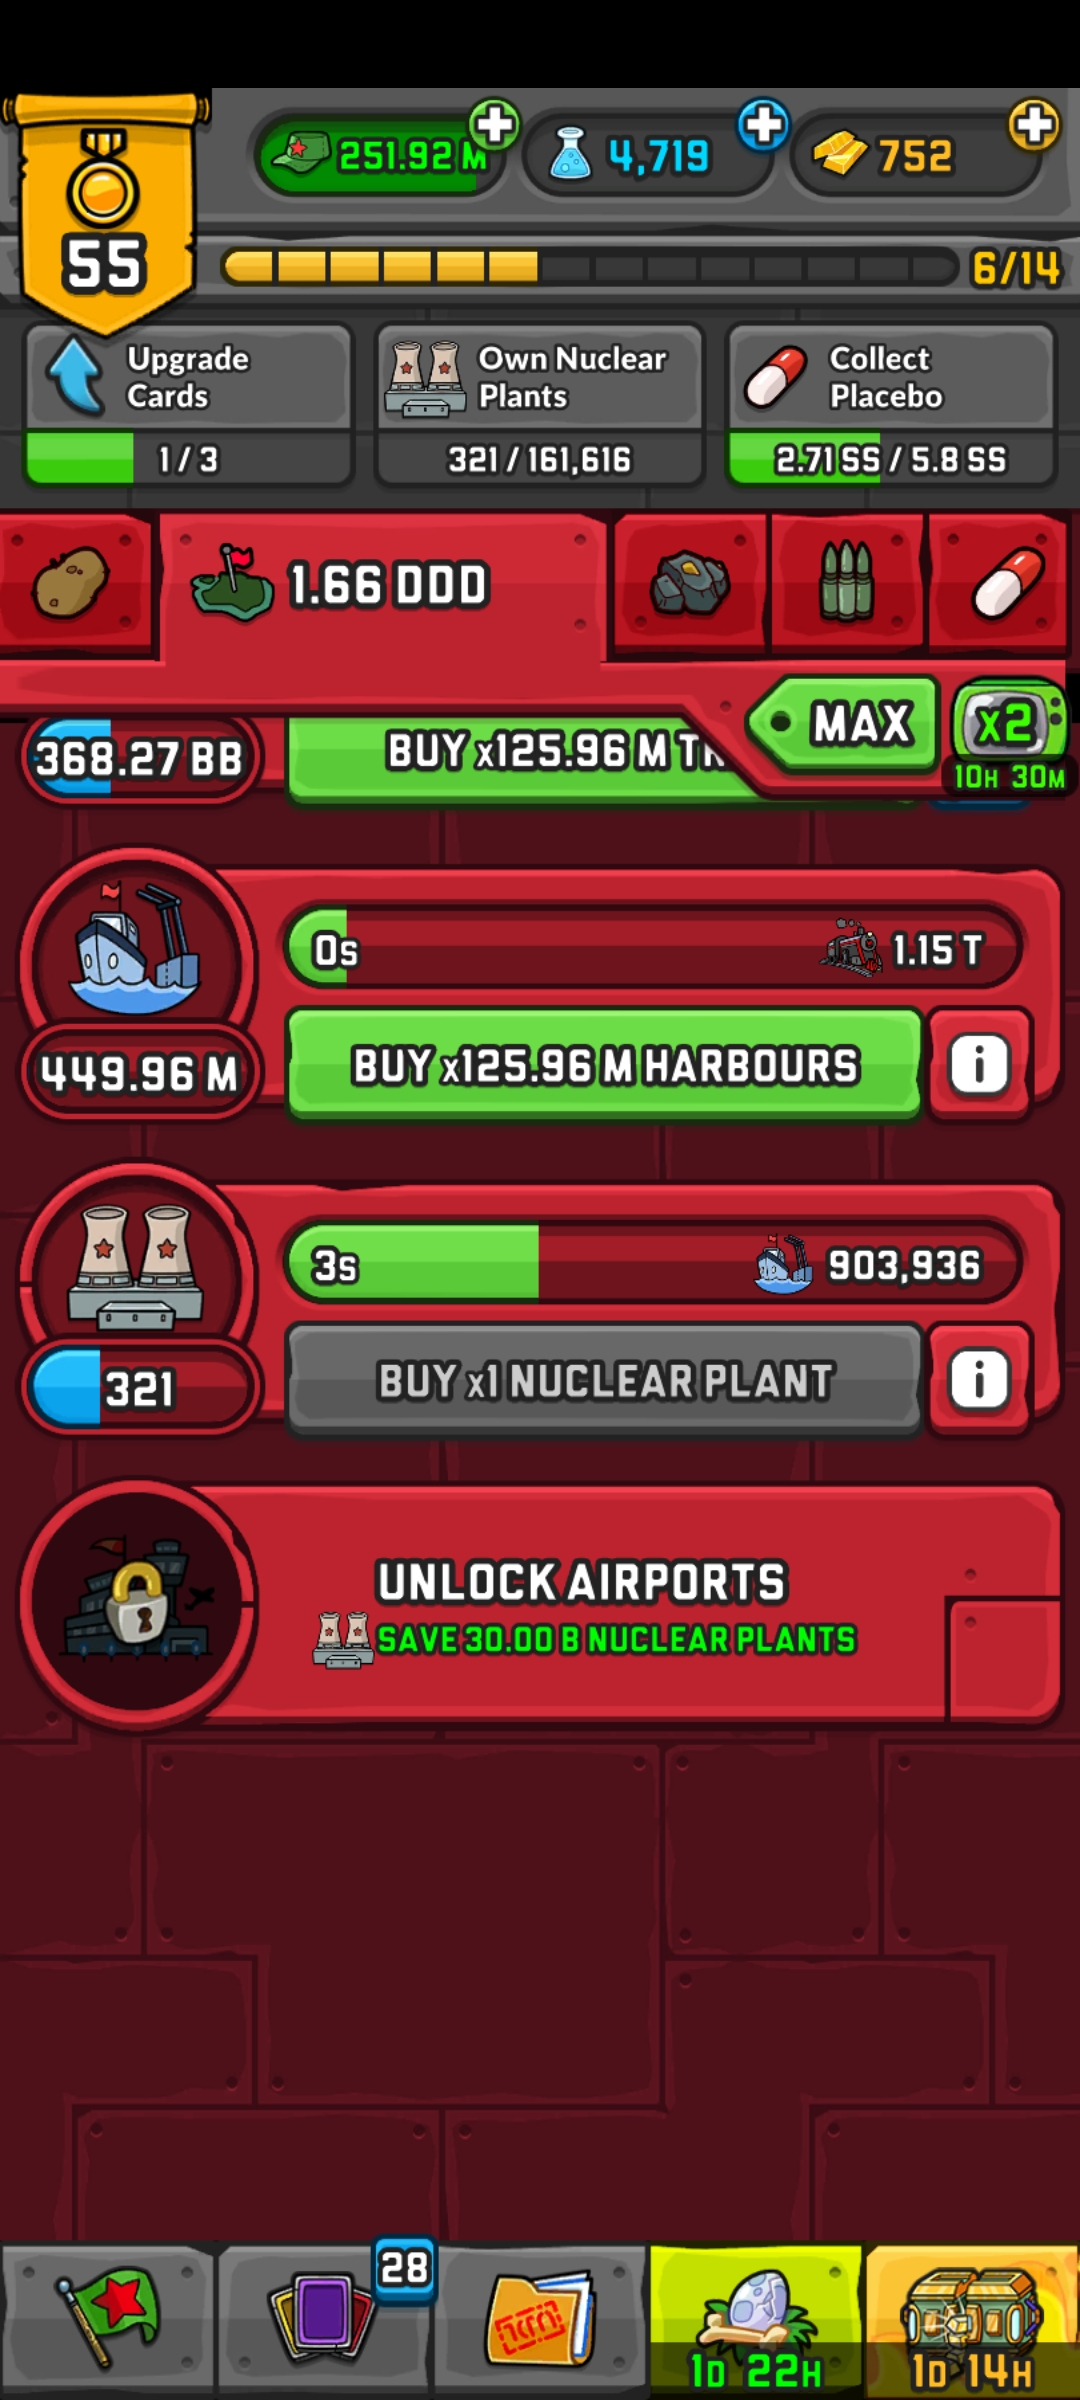 55
251.92 M
4,719
752
6/14
Upgrade
Cards
1 / 3
Own Nuclear
Plants
321 / 161,616
Collect
Placebo
2.71 SS / 5.8 SS
1.66 DDD
MAX
X2
10H 30M
368.27 BB
BUY x125.96 M
0s
1.15 T
449.96 M
BUY x125.96 M HARBOURS
i
3s
903,936
321
BUY x1 NUCLEAR PLANT
i
UNLOCK AIRPORTS
SAVE 30.00 B NUCLEAR PLANTS
28
1D 22H
1D 14H